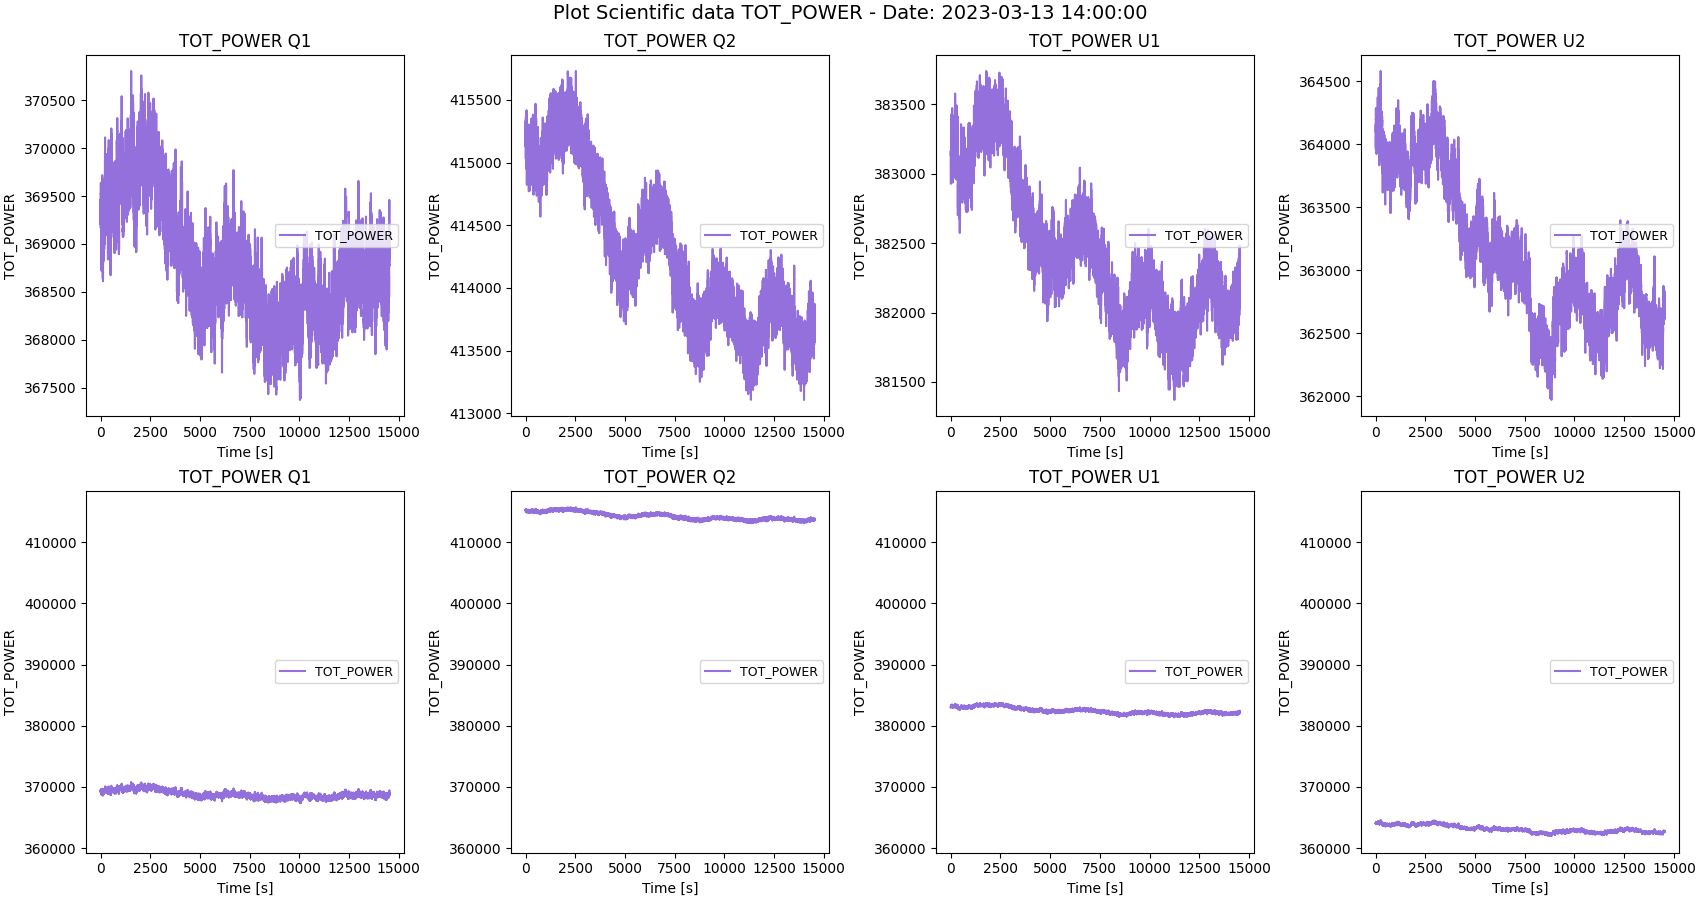 Plot Scientific data TOT_POWER - Date: 2023-03-13 14:00:00
TOT_POWER Q1
370500
370000
369500
369000
368500
368000
367500
TOT_POWER
TOT_POWER
0 2500 5000 7500 10000 12500 15000
Time [s]
TOT_POWER Q2
415500
415000
414500
414000
413500
413000
TOT_POWER
TOT_POWER
0 2500 5000 7500 10000 12500 15000
Time [s]
TOT_POWER U1
383500
383000
382500
382000
381500
TOT_POWER
TOT_POWER
0 2500 5000 7500 10000 12500 15000
Time [s]
TOT_POWER U2
364500
364000
363500
363000
362500
362000
TOT_POWER
TOT_POWER
0 2500 5000 7500 10000 12500 15000
Time [s]
TOT_POWER Q1
410000
400000
390000
380000
370000
360000
TOT_POWER
TOT_POWER
0 2500 5000 7500 10000 12500 15000
Time [s]
TOT_POWER Q2
410000
400000
390000
380000
370000
360000
TOT_POWER
TOT_POWER
0 2500 5000 7500 10000 12500 15000
Time [s]
TOT_POWER U1
410000
400000
390000
380000
370000
360000
TOT_POWER
TOT_POWER
0 2500 5000 7500 10000 12500 15000
Time [s]
TOT_POWER U2
410000
400000
390000
380000
370000
360000
TOT_POWER
TOT_POWER
0 2500 5000 7500 10000 12500 15000
Time [s]